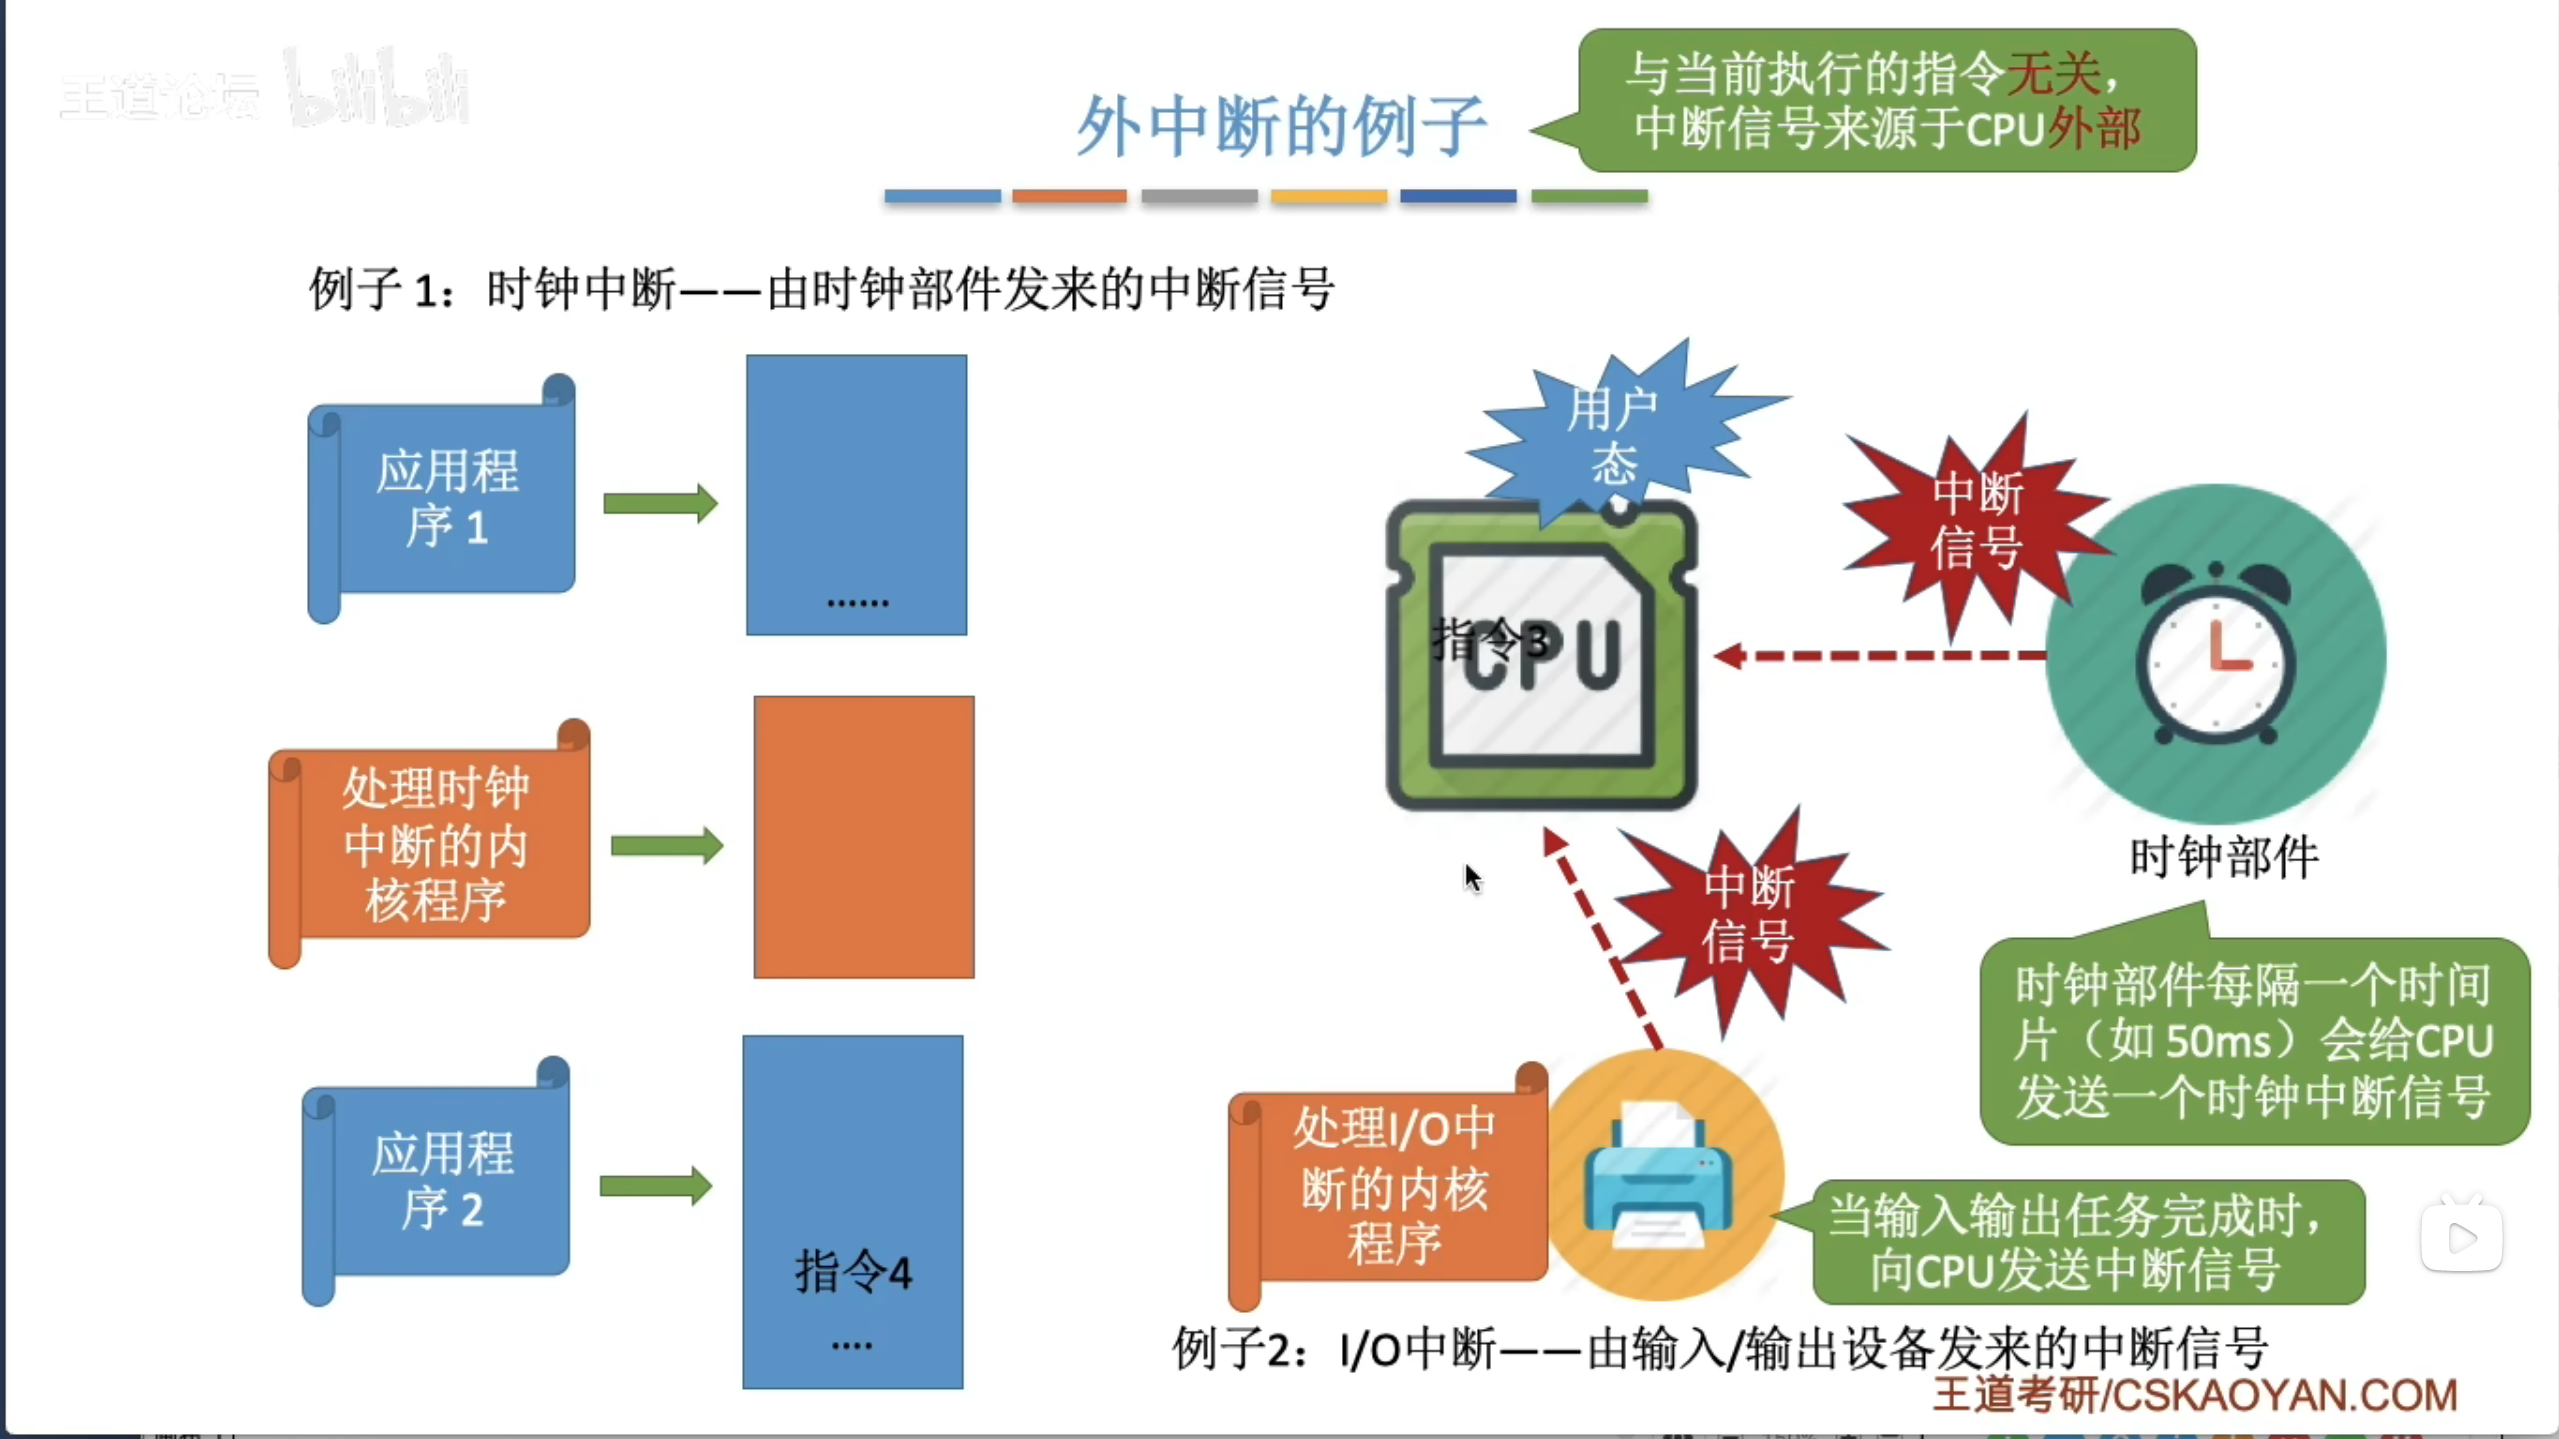 王道论坛 bilibili
与当前执行的指令无关，
中断信号来源于CPU外部
外中断的例子
例子 1：时钟中断——由时钟部件发来的中断信号
应用程
序 1
......
用户
态
中断
信号
指令3
CPU
处理时钟
中断的内
核程序
时钟部件
中断
信号
时钟部件每隔一个时间
片（如 50ms）会给CPU
发送一个时钟中断信号
应用程
序 2
指令4
....
处理I/O中
断的内核
程序
当输入输出任务完成时，
向CPU发送中断信号
例子2：I/O中断——由输入/输出设备发来的中断信号
王道考研/CSKAOYAN.COM